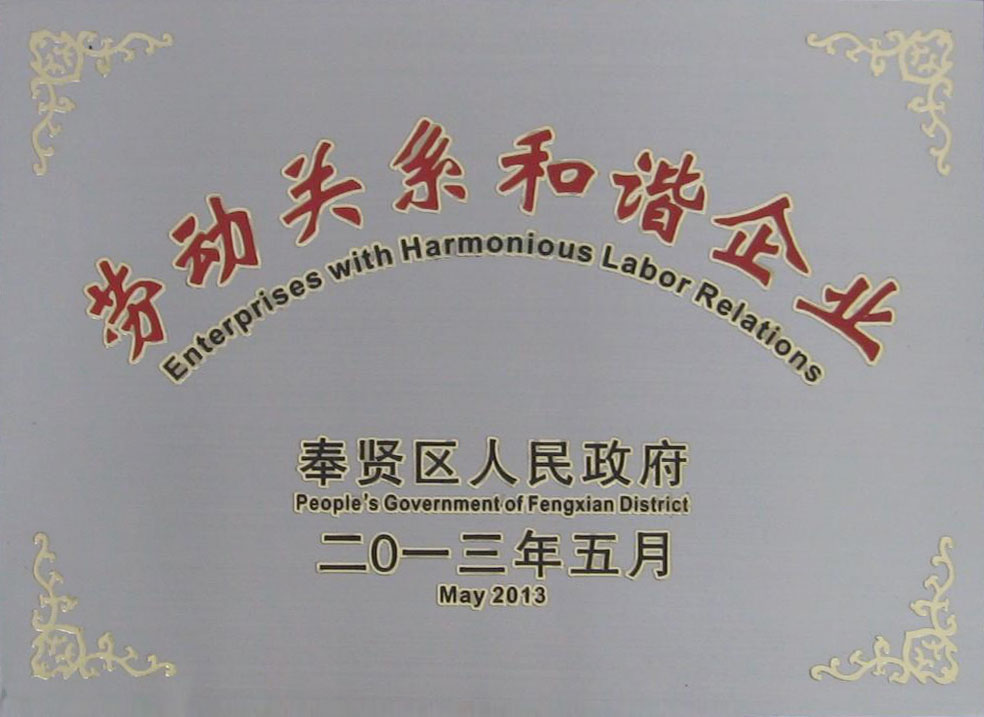 劳动关系和谐企业
Enterprises with Harmonious Labor Relations
奉贤区人民政府
People's Government of Fengxian District
二0一三年五月
May 2013